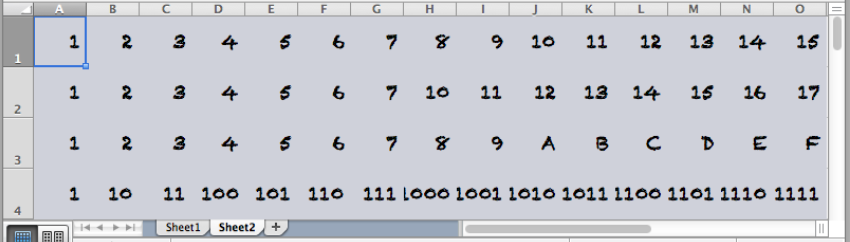 A B C D E F G H I J K L M N O
1 1 2 3 4 5 6 7 8 9 10 11 12 13 14 15
2 1 2 3 4 5 6 7 10 11 12 13 14 15 16 17
3 1 2 3 4 5 6 7 8 9 A B C D E F
4 1 10 11 100 101 110 111 1000 1001 1010 1011 1100 1101 1110 1111
Sheet1 Sheet2 +